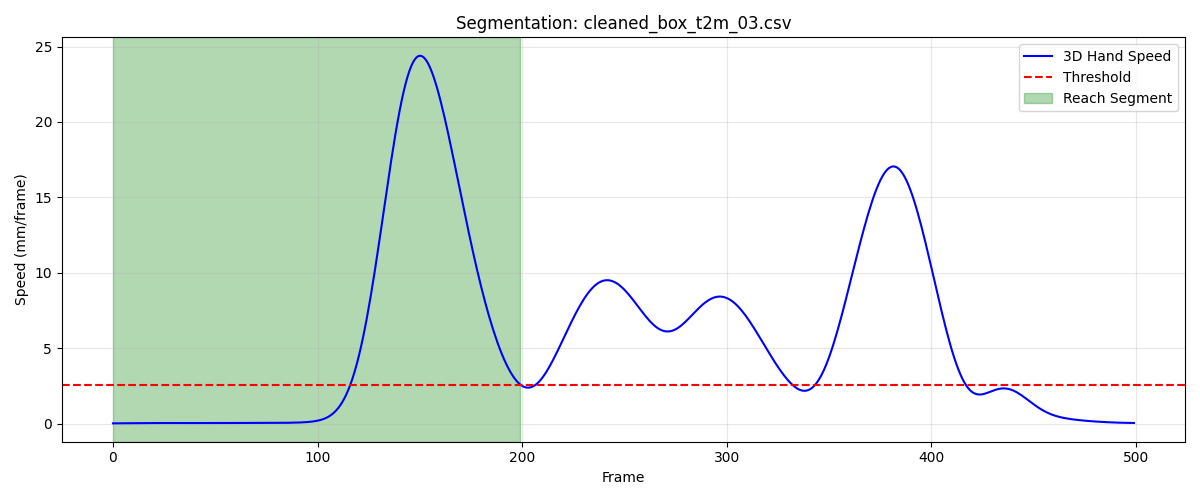 Segmentation: cleaned_box_t2m_03.csv
3D Hand Speed
Threshold
Reach Segment
Speed (mm/frame)
25
20
15
10
5
0
0 100 200 300 400 500
Frame